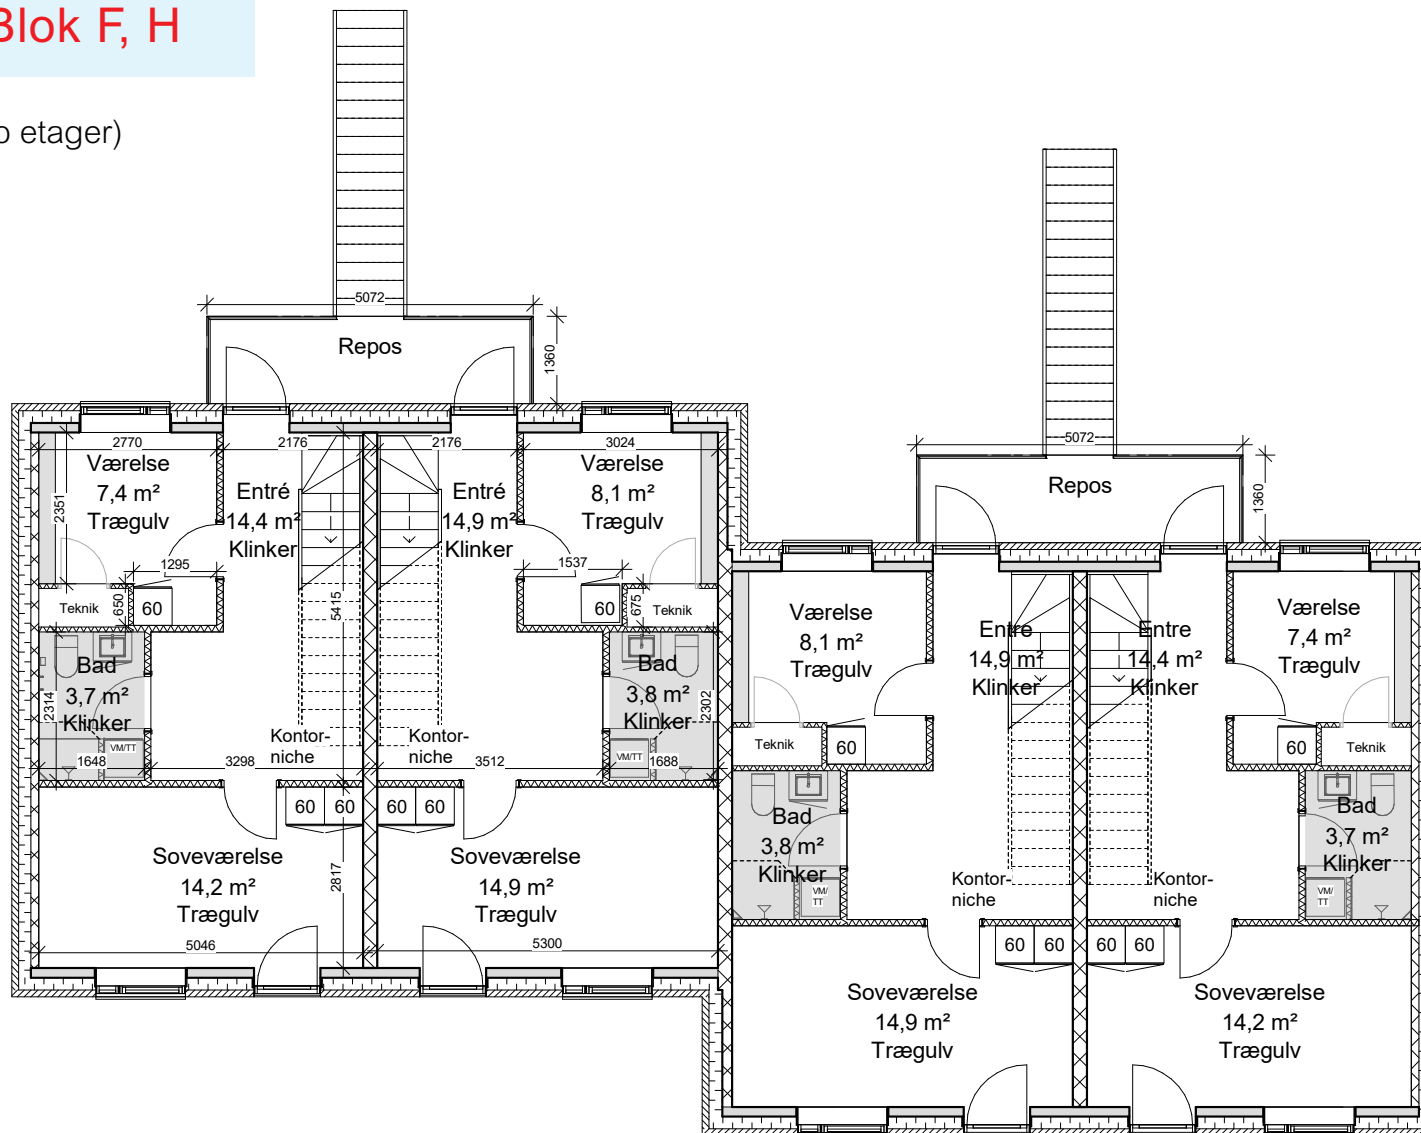 Blok F, H
o etager)
5072
Repos
1360
2770
2176
2176
3024
Værelse
7,4 m²
Trægulv
Entré
14,4 m²
Klinker
Entré
14,9 m²
Klinker
Værelse
8,1 m²
Trægulv
2351
1295
1537
Teknik
650
60
5415
60
675
Teknik
Bad
3,7 m²
Klinker
2314
VM/TT
1648
3298
Kontor-
niche
Kontor-
niche
3512
Bad
3,8 m²
Klinker
2302
VM/TT
1688
60
60
60
60
Soveværelse
14,2 m²
Trægulv
2817
Soveværelse
14,9 m²
Trægulv
5046
5300
5072
Repos
1360
Værelse
8,1 m²
Trægulv
Entre
14,9 m²
Klinker
Entre
14,4 m²
Klinker
Værelse
7,4 m²
Trægulv
Teknik
60
60
Teknik
Bad
3,8 m²
Klinker
VM/
TT
Kontor-
niche
Kontor-
niche
Bad
3,7 m²
Klinker
VM/
TT
60
60
60
60
Soveværelse
14,9 m²
Trægulv
Soveværelse
14,2 m²
Trægulv